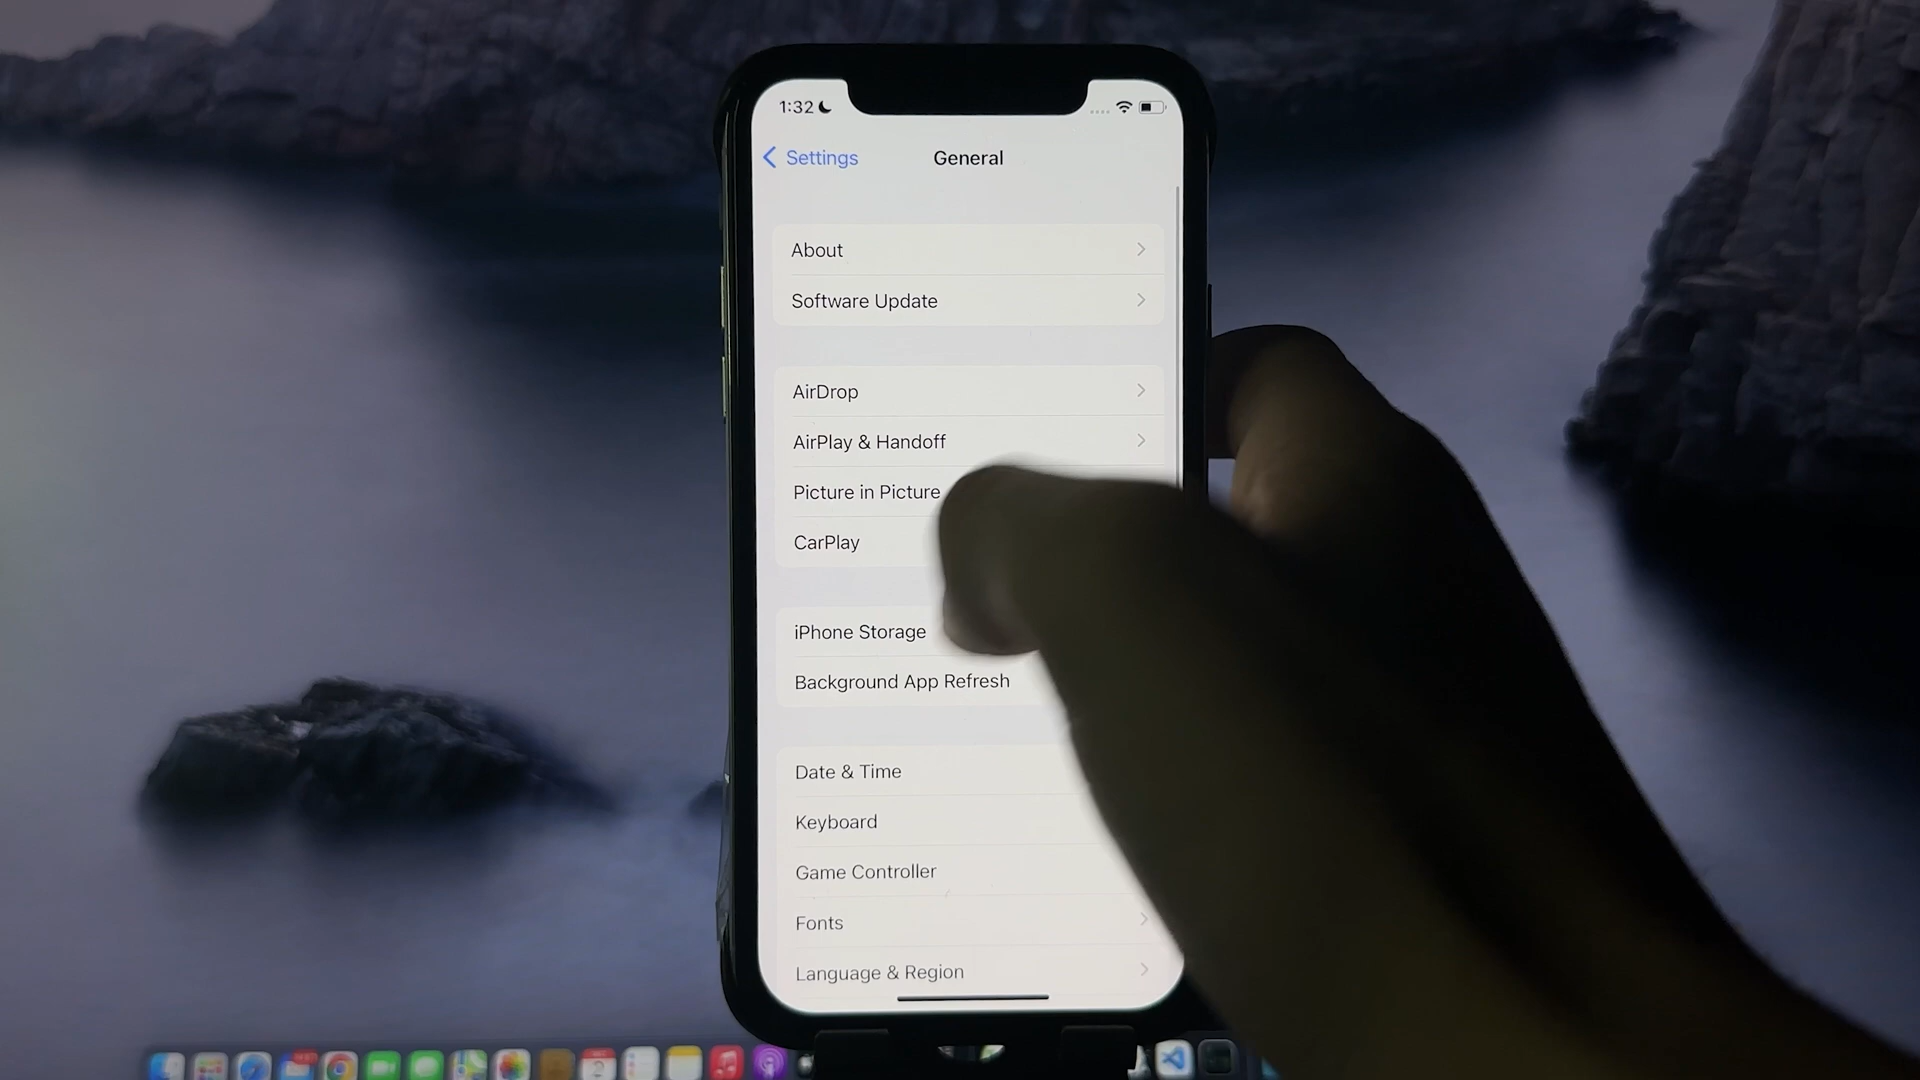 1:32
Settings
General
About
Software Update
AirDrop
AirPlay & Handoff
Picture in Picture
CarPlay
iPhone Storage
Background App Refresh
Date & Time
Keyboard
Game Controller
Fonts
Language & Region